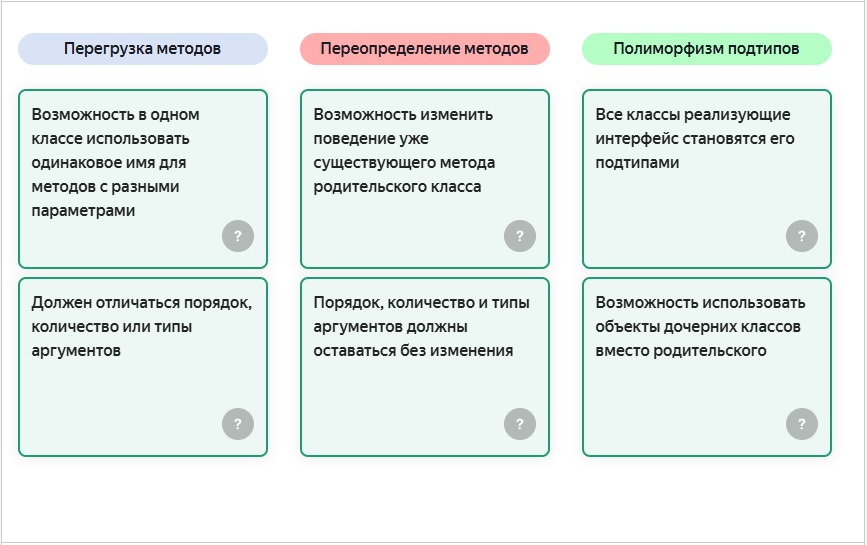 Перегрузка методов
Переопределение методов
Полиморфизм подтипов
Возможность в одном
классе использовать
одинаковое имя для
методов с разными
параметрами
?
Возможность изменить
поведение уже
существующего метода
родительского класса
?
Все классы реализующие
интерфейс становятся его
подтипами
?
Должен отличаться порядок,
количество или типы
аргументов
?
Порядок, количество и типы
аргументов должны
оставаться без изменения
?
Возможность использовать
объекты дочерних классов
вместо родительского
?